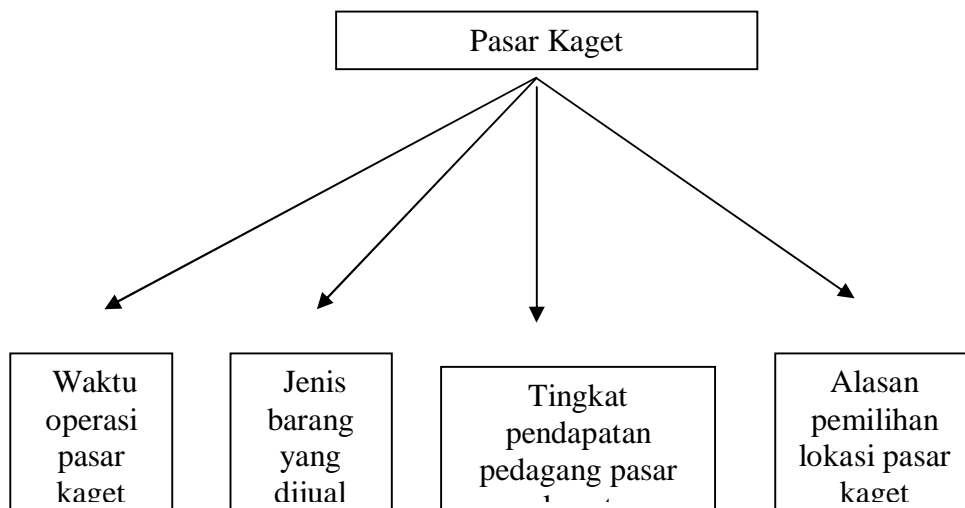 Pasar Kaget
Waktu
operasi
pasar
kaget
Jenis
barang
yang
dijual
Tingkat
pendapatan
pedagang pasar
Alasan
pemilihan
lokasi pasar
kaget